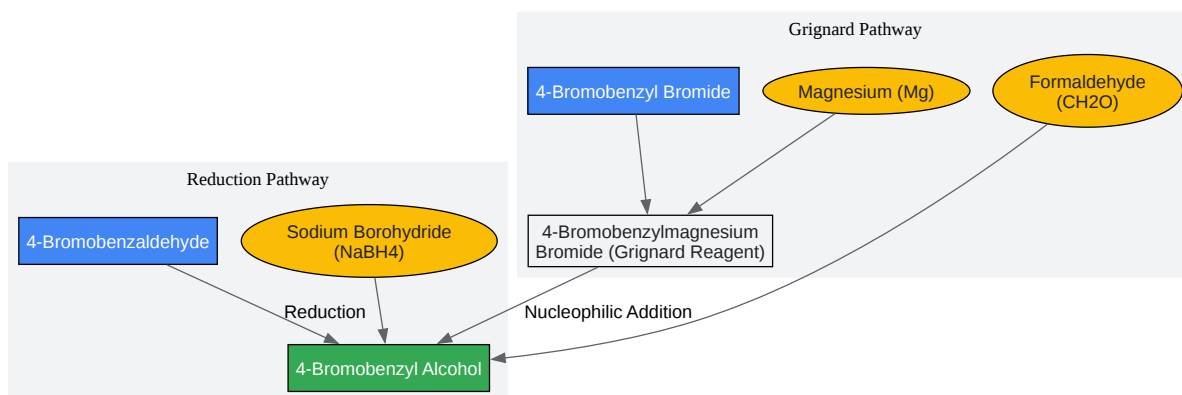 Grignard Pathway
4-Bromobenzyl Bromide
Magnesium (Mg)
Formaldehyde
(CH2O)
Reduction Pathway
4-Bromobenzaldehyde
Sodium Borohydride
(NaBH4)
4-Bromobenzylmagnesium
Bromide (Grignard Reagent)
Reduction
Nucleophilic Addition
4-Bromobenzyl Alcohol